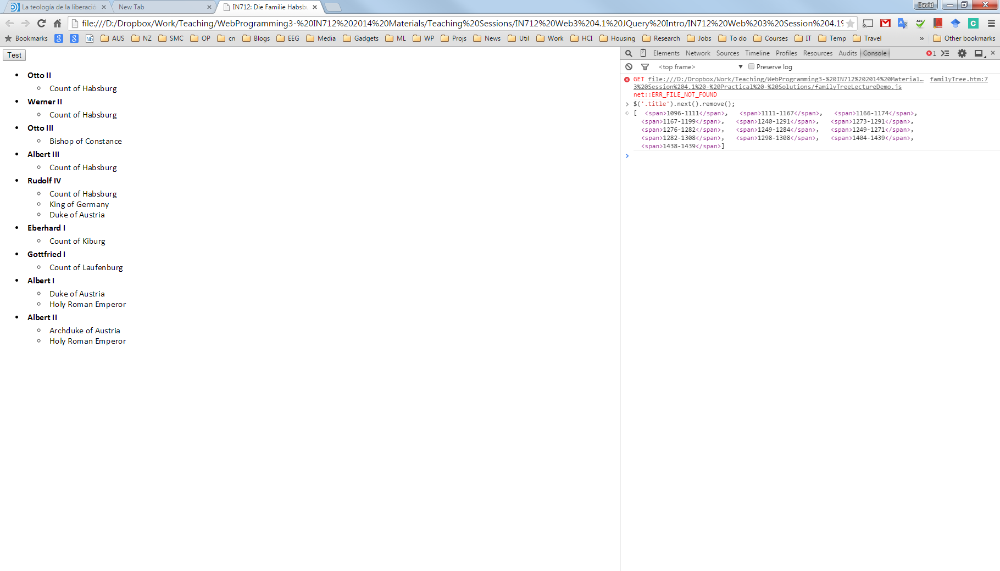 La teología de la liberació
New Tab
IN712: Die Familie Habsbu
David
file:///D:/Dropbox/Work/Teaching/WebProgramming3-%20IN712%202014%20Materials/Teaching%20Sessions/IN712%20Web3%204.1%20JQuery%20Intro/IN712%20Web%203%20Session%204.1%
Bookmarks AUS NZ SMC OP cn Blogs EEG Media Gadgets ML WP Projs News Util Work HCI Housing Research Jobs To do Courses IT Temp Travel » Other bookmarks
Test
Otto II
Count of Habsburg
Werner II
Count of Habsburg
Otto III
Bishop of Constance
Albert III
Count of Habsburg
Rudolf IV
Count of Habsburg
King of Germany
Duke of Austria
Eberhard I
Count of Kiburg
Gottfried I
Count of Laufenburg
Albert I
Duke of Austria
Holy Roman Emperor
Albert II
Archduke of Austria
Holy Roman Emperor
Elements Network Sources Timeline Profiles Resources Audits Console 1
<top frame> Preserve log
GET file:///D:/Dropbox/Work/Teaching/WebProgramming3-%20IN712%202014%20Material… familyTree.htm:7
3%20Session%204.1%20-%20Practical%20-%20Solutions/familyTreeLectureDemo.js
net::ERR_FILE_NOT_FOUND
$('.title').next().remove();
[ <span>1096-1111</span>, <span>1111-1167</span>, <span>1166-1174</span>,
<span>1167-1199</span>, <span>1240-1291</span>, <span>1273-1291</span>,
<span>1276-1282</span>, <span>1249-1284</span>, <span>1249-1271</span>,
<span>1282-1308</span>, <span>1298-1308</span>, <span>1404-1439</span>,
<span>1438-1439</span>]